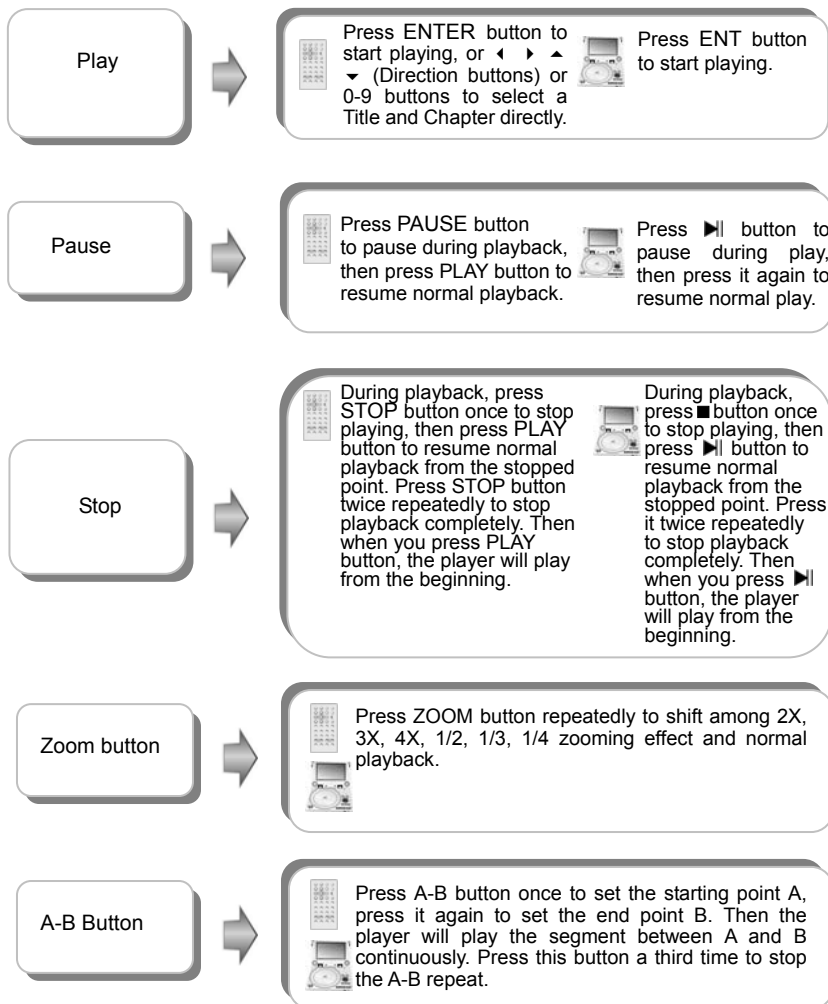 Play
Press ENTER button to
start playing, or ◂ ▸ ▴
▾ (Direction buttons) or
0-9 buttons to select a
Title and Chapter directly.
Press ENT button
to start playing.
Pause
Press PAUSE button
to pause during playback,
then press PLAY button to
resume normal playback.
Press ▶|| button to
pause during play,
then press it again to
resume normal play.
Stop
During playback, press
STOP button once to stop
playing, then press PLAY
button to resume normal
playback from the stopped
point. Press STOP button
twice repeatedly to stop
playback completely. Then
when you press PLAY
button, the player will play
from the beginning.
During playback,
press■button once
to stop playing, then
press ▶|| button to
resume normal
playback from the
stopped point. Press
it twice repeatedly
to stop playback
completely. Then
when you press ▶||
button, the player
will play from the
beginning.
Zoom button
Press ZOOM button repeatedly to shift among 2X,
3X, 4X, 1/2, 1/3, 1/4 zooming effect and normal
playback.
A-B Button
Press A-B button once to set the starting point A,
press it again to set the end point B. Then the
player will play the segment between A and B
continuously. Press this button a third time to stop
the A-B repeat.